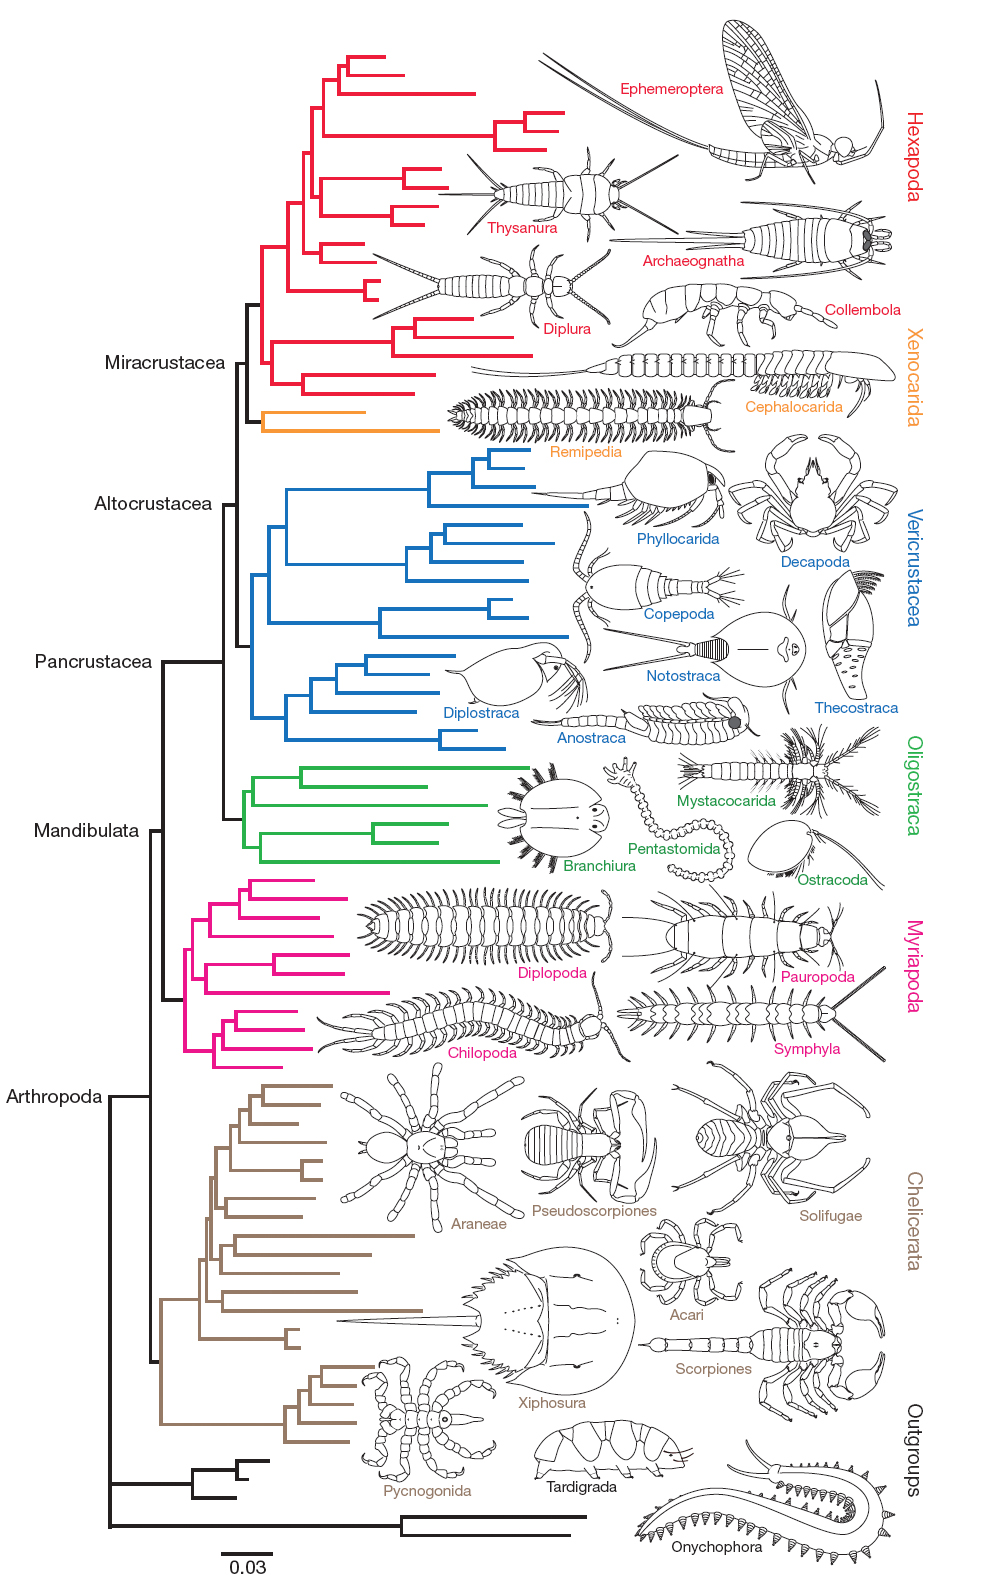 Ephemeroptera
Hexapoda
Thysanura
Archaeognatha
Collembola
Diplura
Xenocarida
Miracrustacea
Cephalocarida
Remipedia
Altocrustacea
Phyllocarida
Decapoda
Vericrustacea
Copepoda
Pancrustacea
Notostraca
Thecostraca
Diplostraca
Anostraca
Oligostraca
Mystacocarida
Mandibulata
Pentastomida
Branchiura
Ostracoda
Myriapoda
Diplopoda
Pauropoda
Chilopoda
Symphyla
Arthropoda
Chelicerata
Araneae
Pseudoscorpiones
Solifugae
Acari
Scorpiones
Xiphosura
Outgroups
Pycnogonida
Tardigrada
Onychophora
0.03